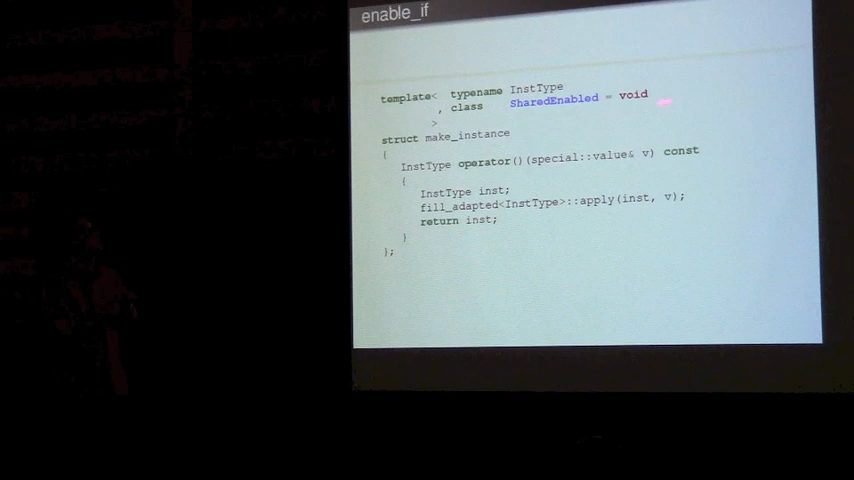 enable_if
template< typename InstType
, class SharedEnabled = void
>
struct make_instance
{
InstType operator()(special::value& v) const
{
InstType inst;
fill_adapted<InstType>::apply(inst, v);
return inst;
}
};